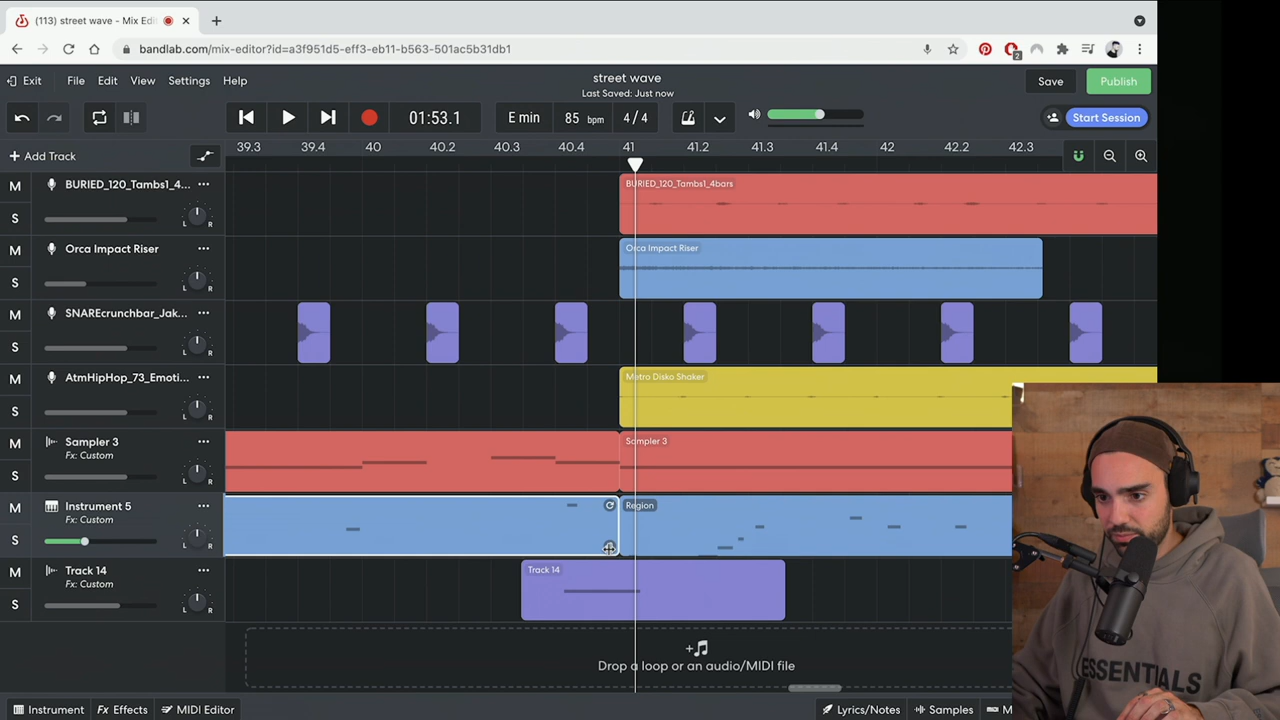 (113) street wave - Mix Edi
bandlab.com/mix-editor?id=a3f951d5-eff3-eb11-b563-501ac5b31db1
2
Exit File Edit View Settings Help
street wave
Last Saved: Just now
Save Publish
01:53.1 E min 85 bpm 4 / 4 Start Session
+ Add Track 39.3 39.4 40 40.2 40.3 40.4 41 41.2 41.3 41.4 42 42.2 42.3
M BURIED_120_Tambs1_4... ...
BURIED_120_Tambs1_4bars
S L R
M Orca Impact Riser ...
Orca Impact Riser
S L R
M SNAREcrunchbar_Jak... ...
S L R
M AtmHipHop_73_Emoti... ...
Metro Disko Shaker
S L R
M Sampler 3 ...
Sampler 3
Fx: Custom
S L R
M Instrument 5 ...
Region
Fx: Custom
S L R
M Track 14 ...
Track 14
Fx: Custom
S L R
Drop a loop or an audio/MIDI file
ESSENTIALS
Instrument Fx Effects MIDI Editor Lyrics/Notes Samples M